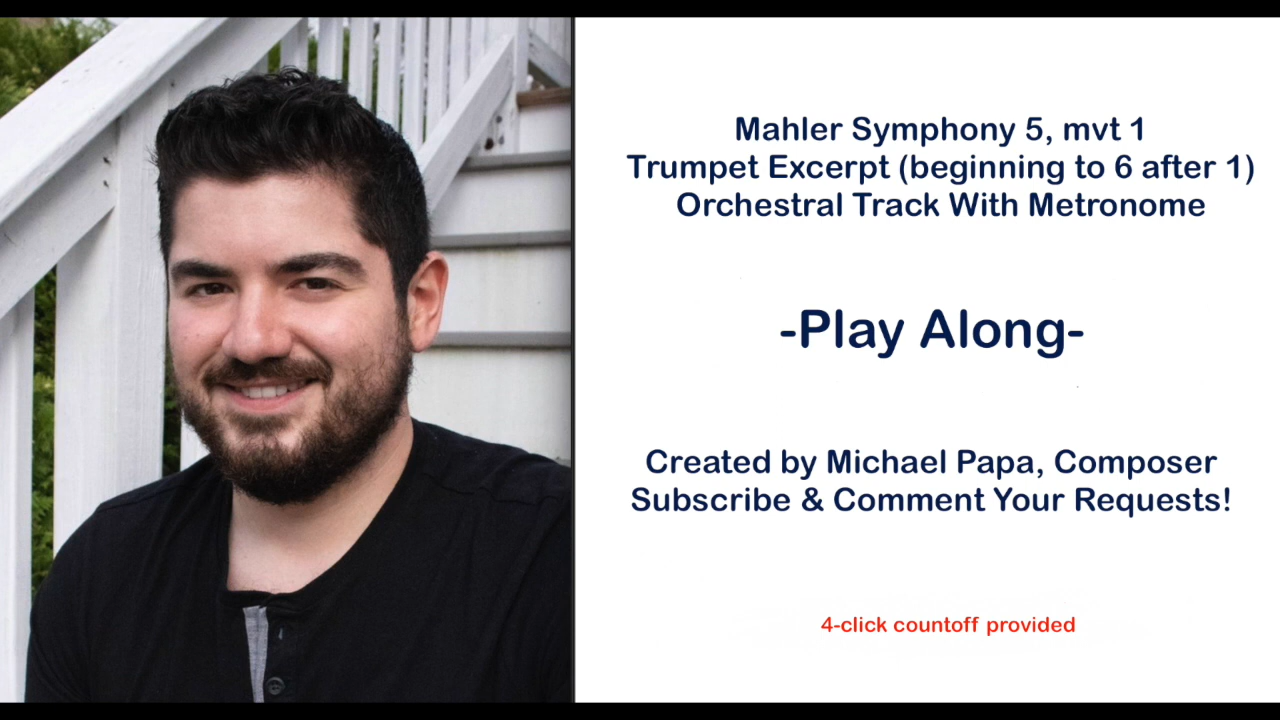 Mahler Symphony 5, mvt 1
Trumpet Excerpt (beginning to 6 after 1)
Orchestral Track With Metronome
-Play Along-
Created by Michael Papa, Composer
Subscribe & Comment Your Requests!
4-click countoff provided